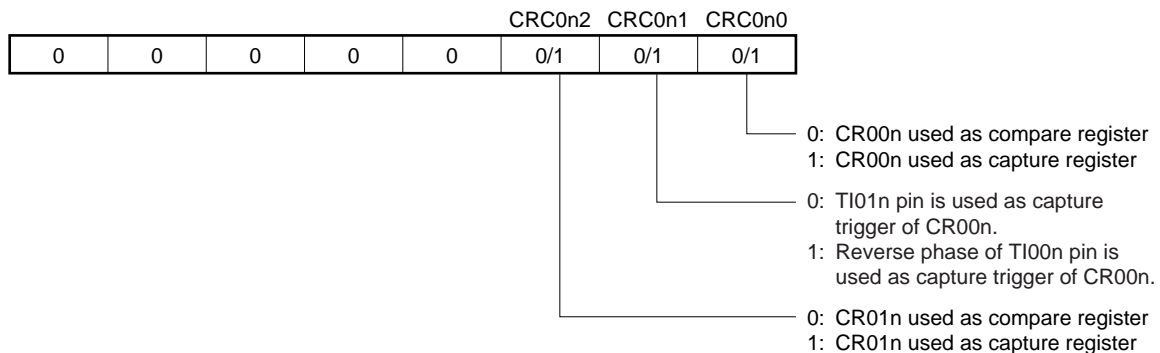 CRC0n2 CRC0n1 CRC0n0
0 0 0 0 0 0/1 0/1 0/1
0: CR00n used as compare register
1: CR00n used as capture register
0: TI01n pin is used as capture
trigger of CR00n.
1: Reverse phase of TI00n pin is
used as capture trigger of CR00n.
0: CR01n used as compare register
1: CR01n used as capture register